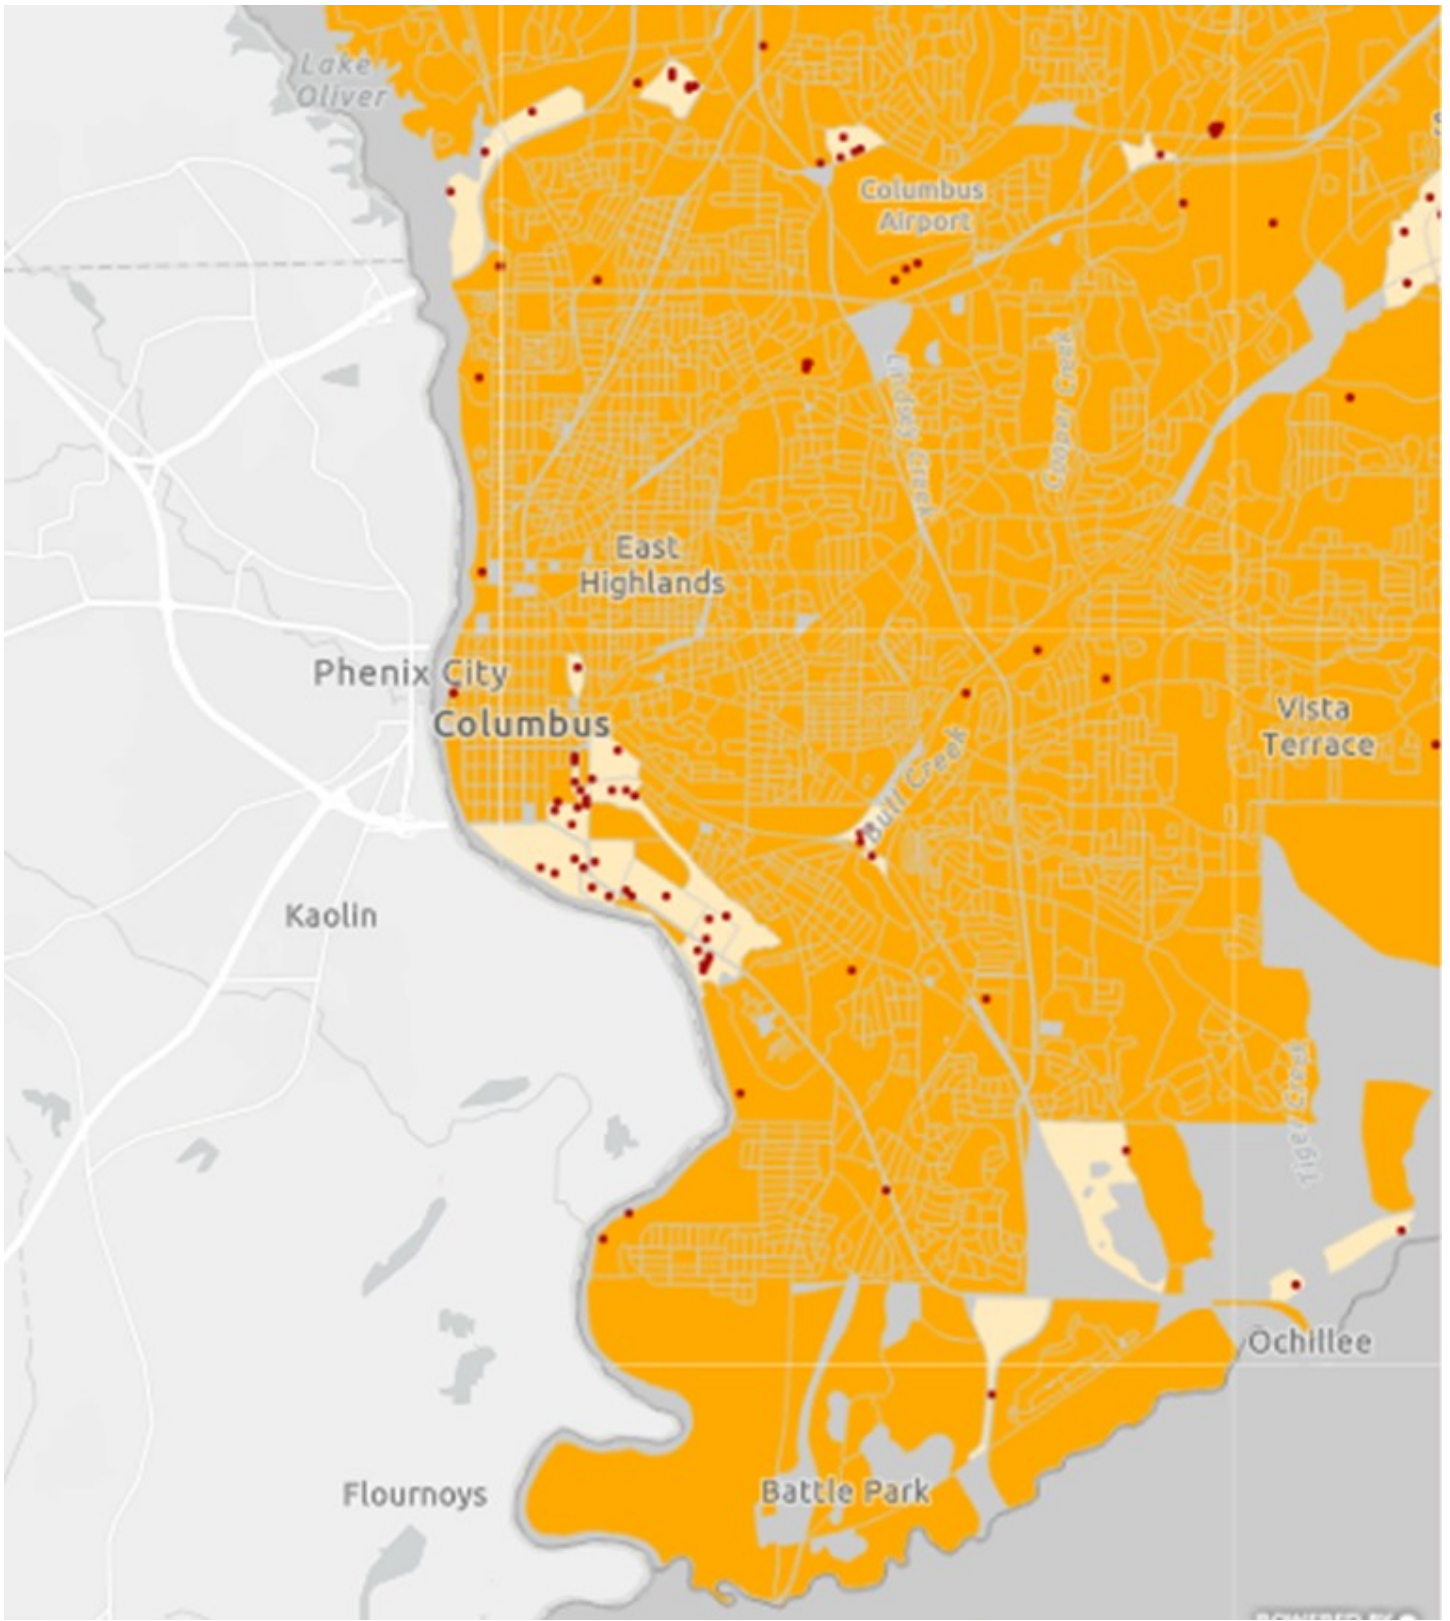 Lake
Oliver
Columbus
Airport
Lindsey Creek
Cooper Creek
East
Highlands
Phenix City
Columbus
Vista
Terrace
Bull Creek
Kaolin
Tiger Creek
Ochillee
Flournoys
Battle Park